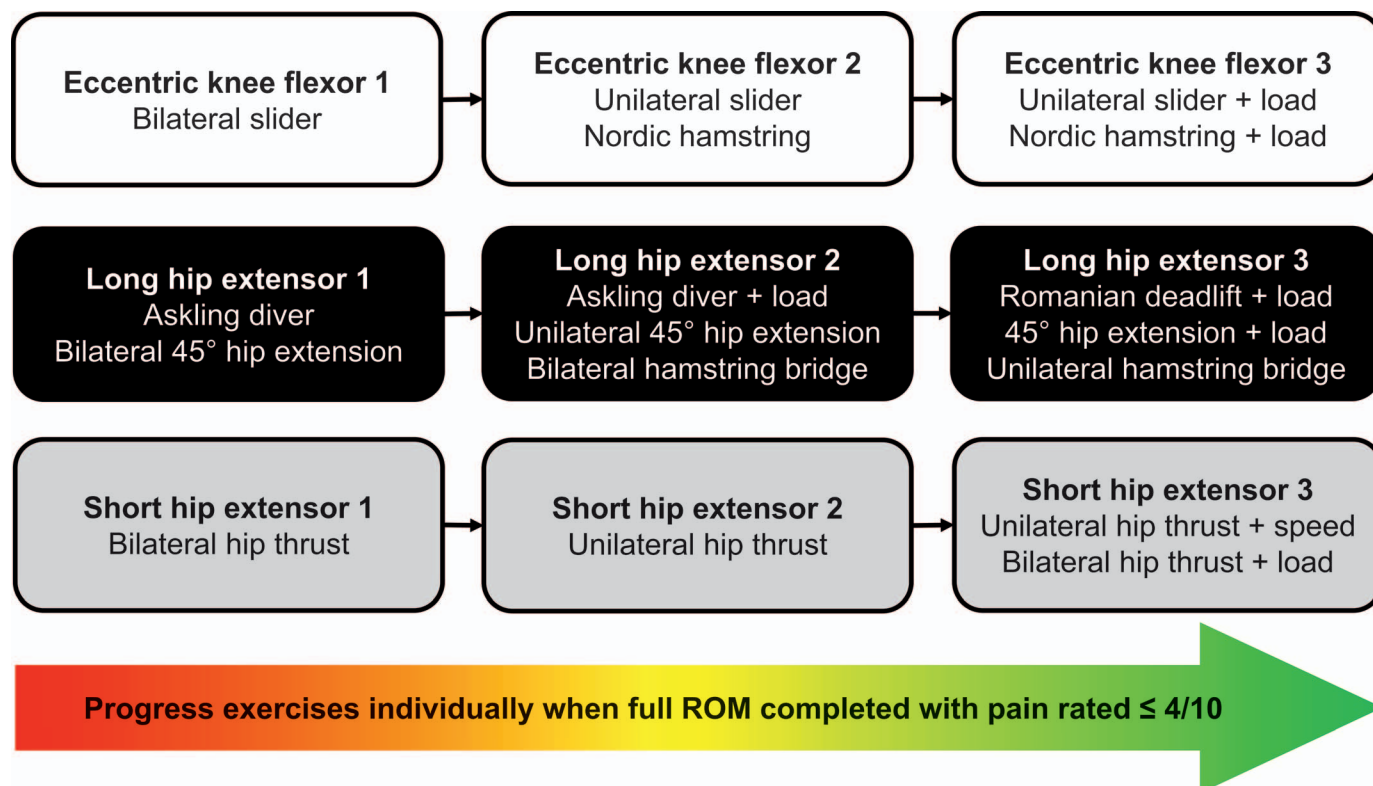 Eccentric knee flexor 1
Bilateral slider
Eccentric knee flexor 2
Unilateral slider
Nordic hamstring
Eccentric knee flexor 3
Unilateral slider + load
Nordic hamstring + load
Long hip extensor 1
Askling diver
Bilateral 45° hip extension
Long hip extensor 2
Askling diver + load
Unilateral 45° hip extension
Bilateral hamstring bridge
Long hip extensor 3
Romanian deadlift + load
45° hip extension + load
Unilateral hamstring bridge
Short hip extensor 1
Bilateral hip thrust
Short hip extensor 2
Unilateral hip thrust
Short hip extensor 3
Unilateral hip thrust + speed
Bilateral hip thrust + load
Progress exercises individually when full ROM completed with pain rated ≤ 4/10